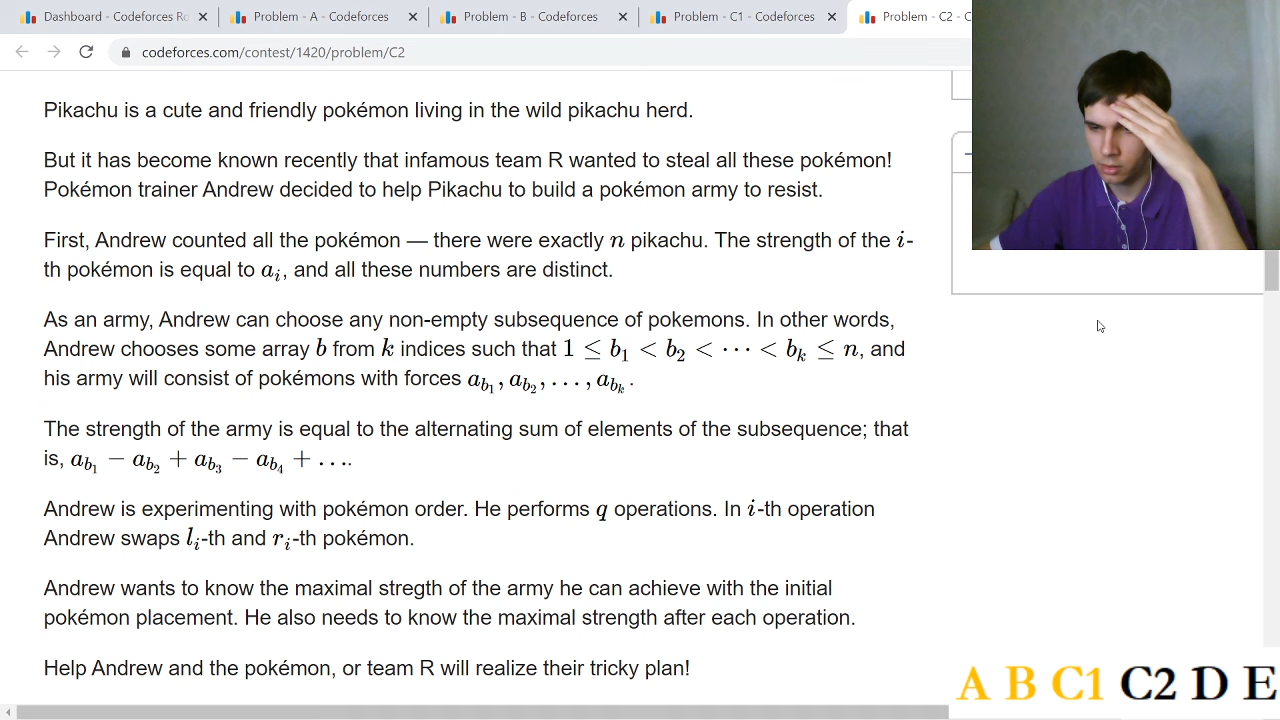 Dashboard - Codeforces Ro
Problem - A - Codeforces
Problem - B - Codeforces
Problem - C1 - Codeforces
Problem - C2 - C
codeforces.com/contest/1420/problem/C2
Pikachu is a cute and friendly pokémon living in the wild pikachu herd.
But it has become known recently that infamous team R wanted to steal all these pokémon!
Pokémon trainer Andrew decided to help Pikachu to build a pokémon army to resist.
First, Andrew counted all the pokémon — there were exactly n pikachu. The strength of the i-
th pokémon is equal to a_i, and all these numbers are distinct.
As an army, Andrew can choose any non-empty subsequence of pokemons. In other words,
Andrew chooses some array b from k indices such that 1 ≤ b_1 < b_2 < ⋯ < b_k ≤ n, and
his army will consist of pokémons with forces a_{b_1}, a_{b_2}, …, a_{b_k}.
The strength of the army is equal to the alternating sum of elements of the subsequence; that
is, a_{b_1} − a_{b_2} + a_{b_3} − a_{b_4} + ….
Andrew is experimenting with pokémon order. He performs q operations. In i-th operation
Andrew swaps l_i-th and r_i-th pokémon.
Andrew wants to know the maximal stregth of the army he can achieve with the initial
pokémon placement. He also needs to know the maximal strength after each operation.
Help Andrew and the pokémon, or team R will realize their tricky plan!
A B C1 C2 D E